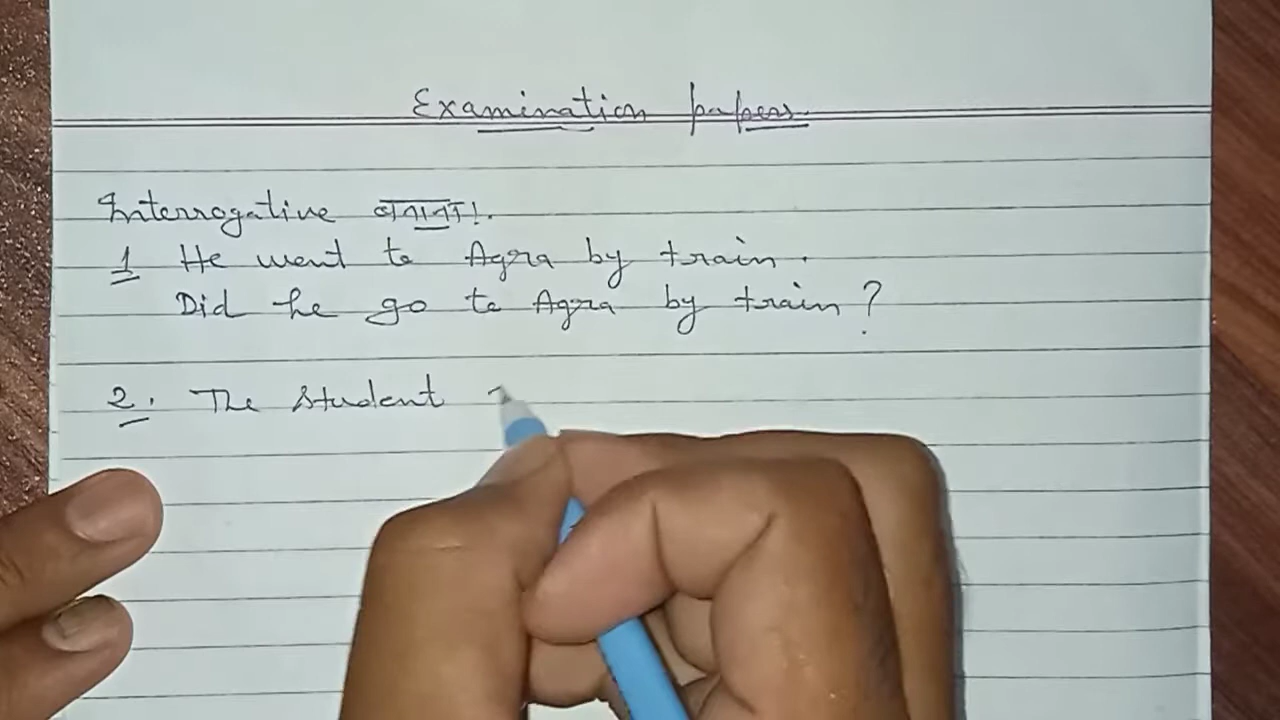 Examination papers.
Interrogative बनाना!.
1 He went to Agra by train.
Did he go to Agra by train?
2. The Student